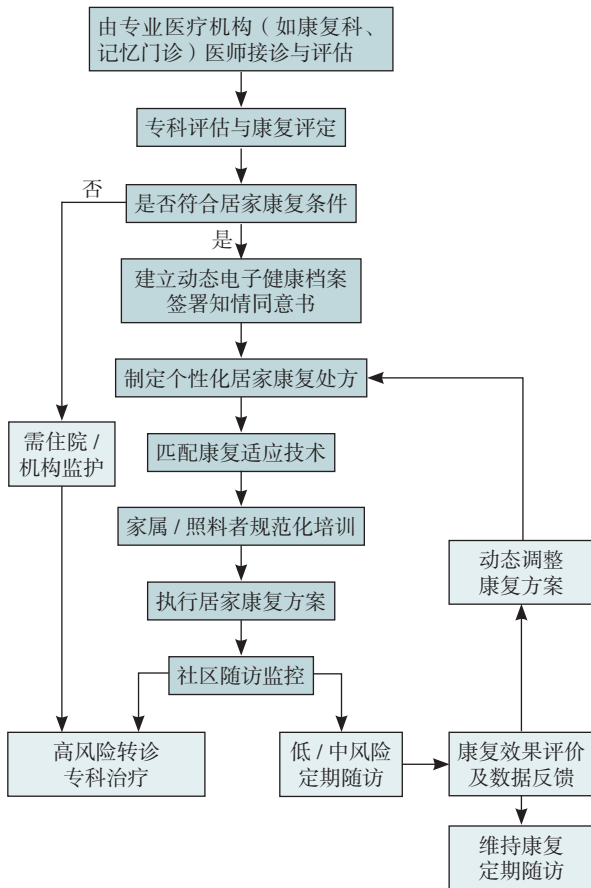 由专业医疗机构（如康复科、
记忆门诊）医师接诊与评估
专科评估与康复评定
否
是否符合居家康复条件
是
建立动态电子健康档案
签署知情同意书
制定个性化居家康复处方
需住院 /
机构监护
匹配康复适应技术
家属 / 照料者规范化培训
动态调整
康复方案
执行居家康复方案
社区随访监控
高风险转诊
专科治疗
低 / 中风险
定期随访
康复效果评价
及数据反馈
维持康复
定期随访